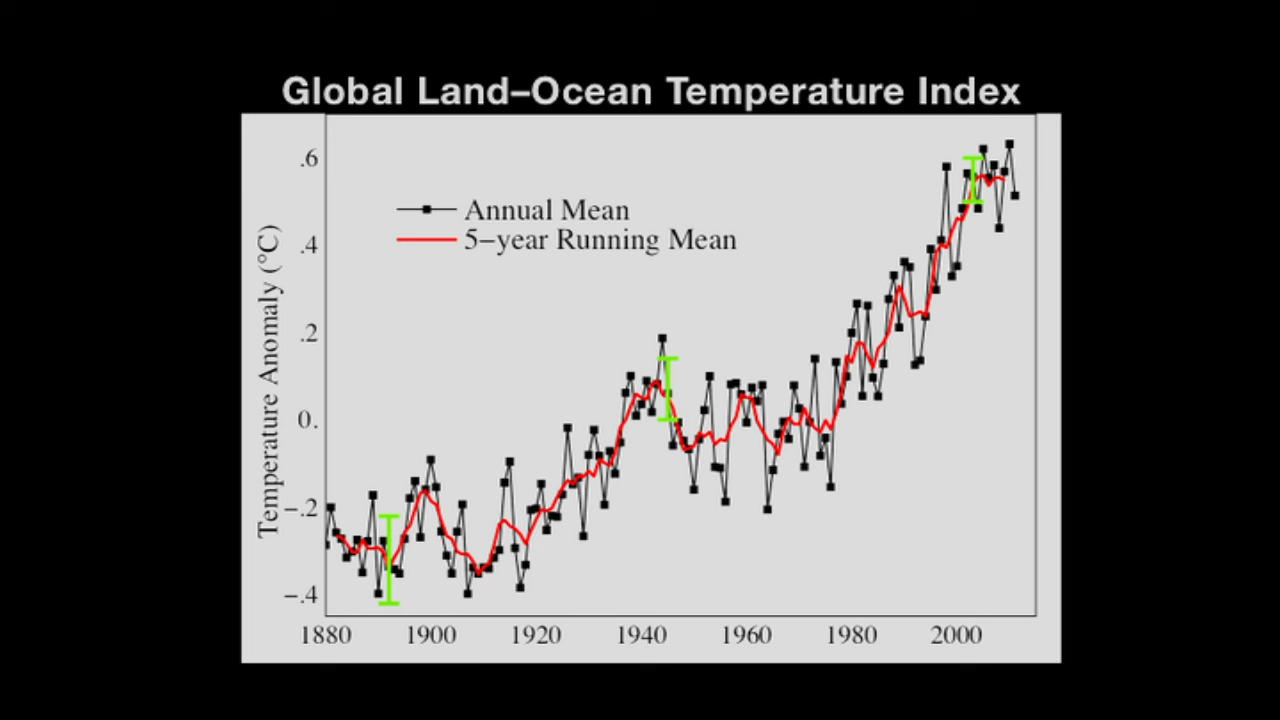 Global Land–Ocean Temperature Index
.6
.4
.2
0.
−.2
−.4
Temperature Anomaly (°C)
Annual Mean
5−year Running Mean
1880 1900 1920 1940 1960 1980 2000